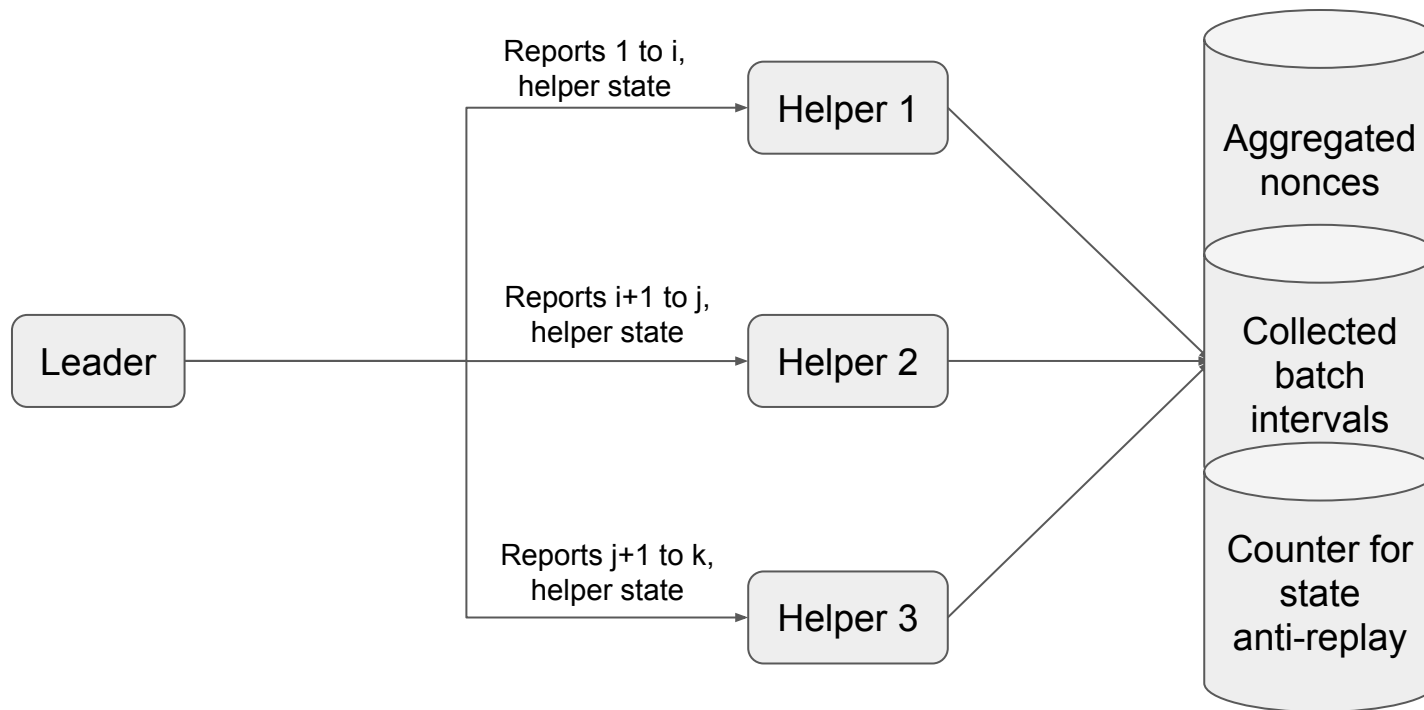 Reports 1 to i,
helper state
Helper 1
Aggregated
nonces
Leader
Reports i+1 to j,
helper state
Helper 2
Collected
batch
intervals
Reports j+1 to k,
helper state
Helper 3
Counter for
state
anti-replay